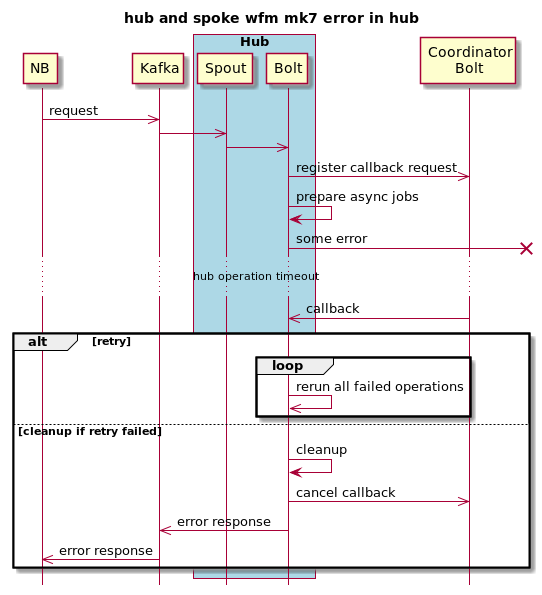 hub and spoke wfm mk7 error in hub
Hub
NB
Kafka
Spout
Bolt
Coordinator
Bolt
request
register callback request
prepare async jobs
some error
hub operation timeout
callback
alt
[retry]
loop
rerun all failed operations
[cleanup if retry failed]
cleanup
cancel callback
error response
error response